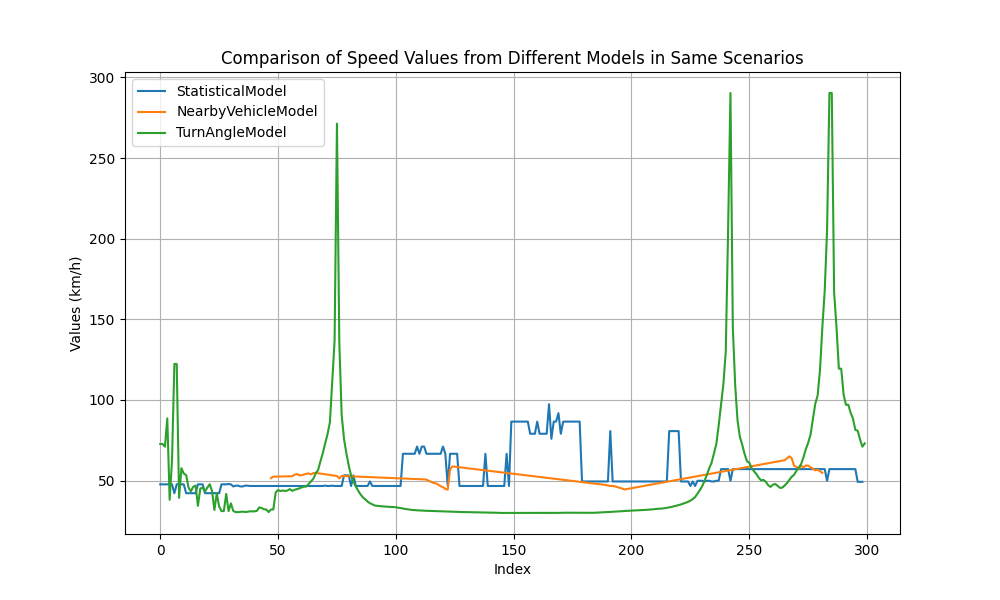 Comparison of Speed Values from Different Models in Same Scenarios
300
StatisticalModel
NearbyVehicleModel
TurnAngleModel
250
200
Values (km/h)
150
100
50
0 50 100 150 200 250 300
Index